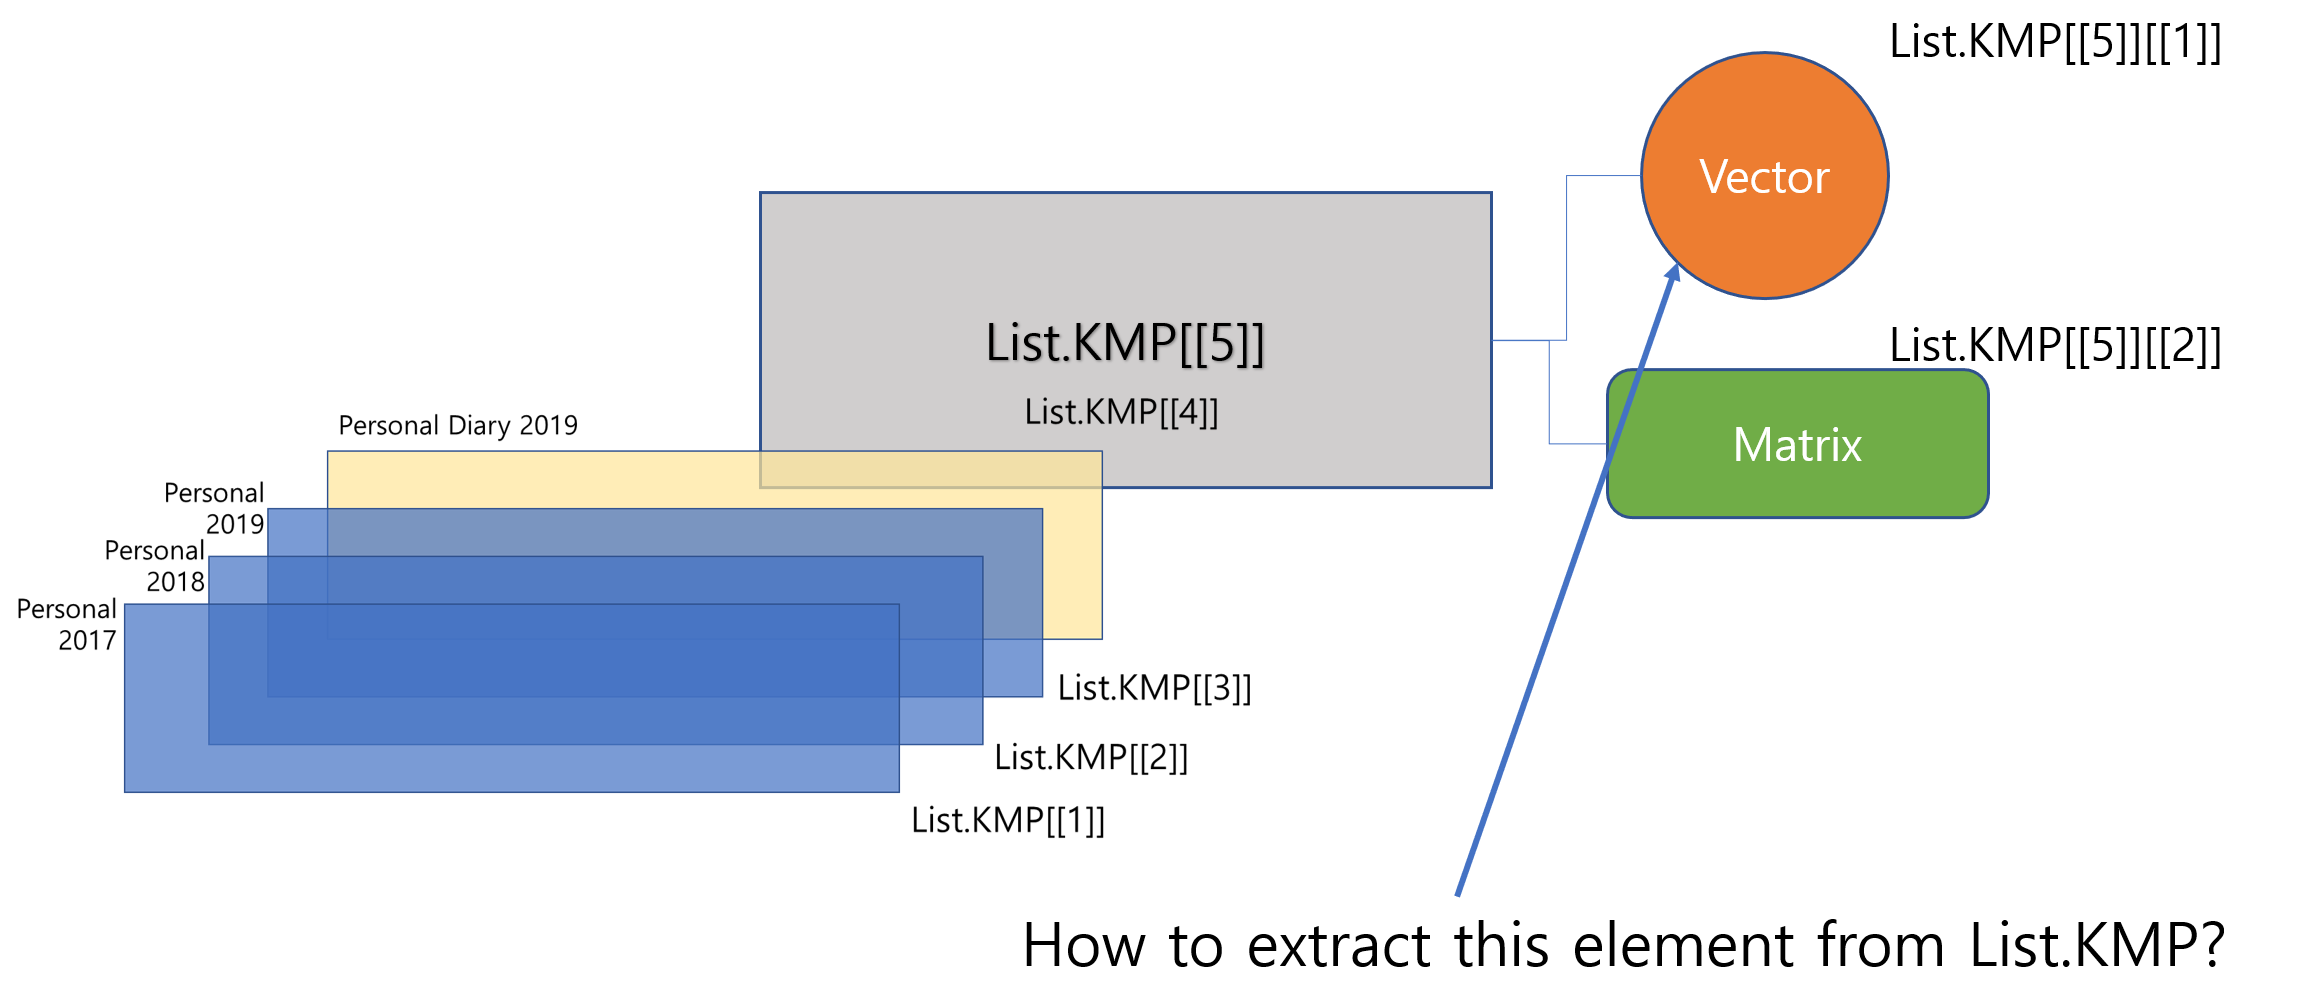 List.KMP[[5]][[1]]
Vector
List.KMP[[5]]
List.KMP[[5]][[2]]
List.KMP[[4]]
Personal Diary 2019
Matrix
Personal
2019
Personal
2018
Personal
2017
List.KMP[[3]]
List.KMP[[2]]
List.KMP[[1]]
How to extract this element from List.KMP?